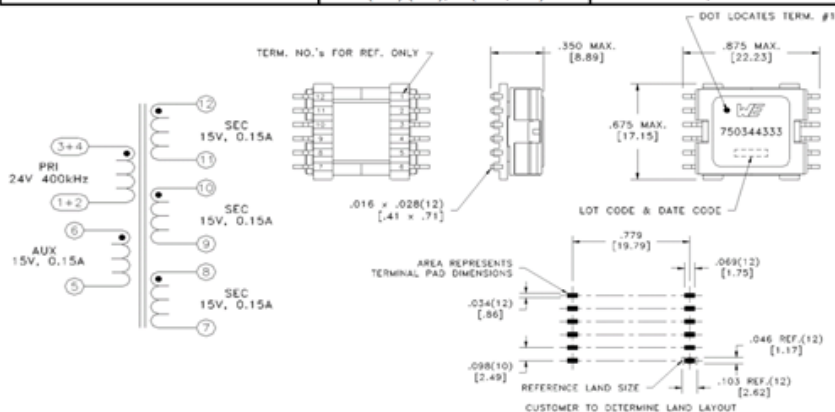 DOT LOCATES TERM. #1
TERM. NO.'s FOR REF. ONLY
.350 MAX.
[8.89]
.875 MAX.
[22.23]
.675 MAX.
[17.15]
WE
750344333
LOT CODE & DATE CODE
.016 x .028(12)
[.41 x .71]
3+4
PRI
24V 400kHz
1+2
6
AUX
15V, 0.15A
5
12
SEC
15V, 0.15A
11
10
SEC
15V, 0.15A
9
8
SEC
15V, 0.15A
7
.779
[19.79]
AREA REPRESENTS
TERMINAL PAD DIMENSIONS
.069(12)
[1.75]
.034(12)
[.86]
.046 REF.(12)
[1.17]
.098(10)
[2.49]
REFERENCE LAND SIZE
.103 REF.(12)
[2.62]
CUSTOMER TO DETERMINE LAND LAYOUT